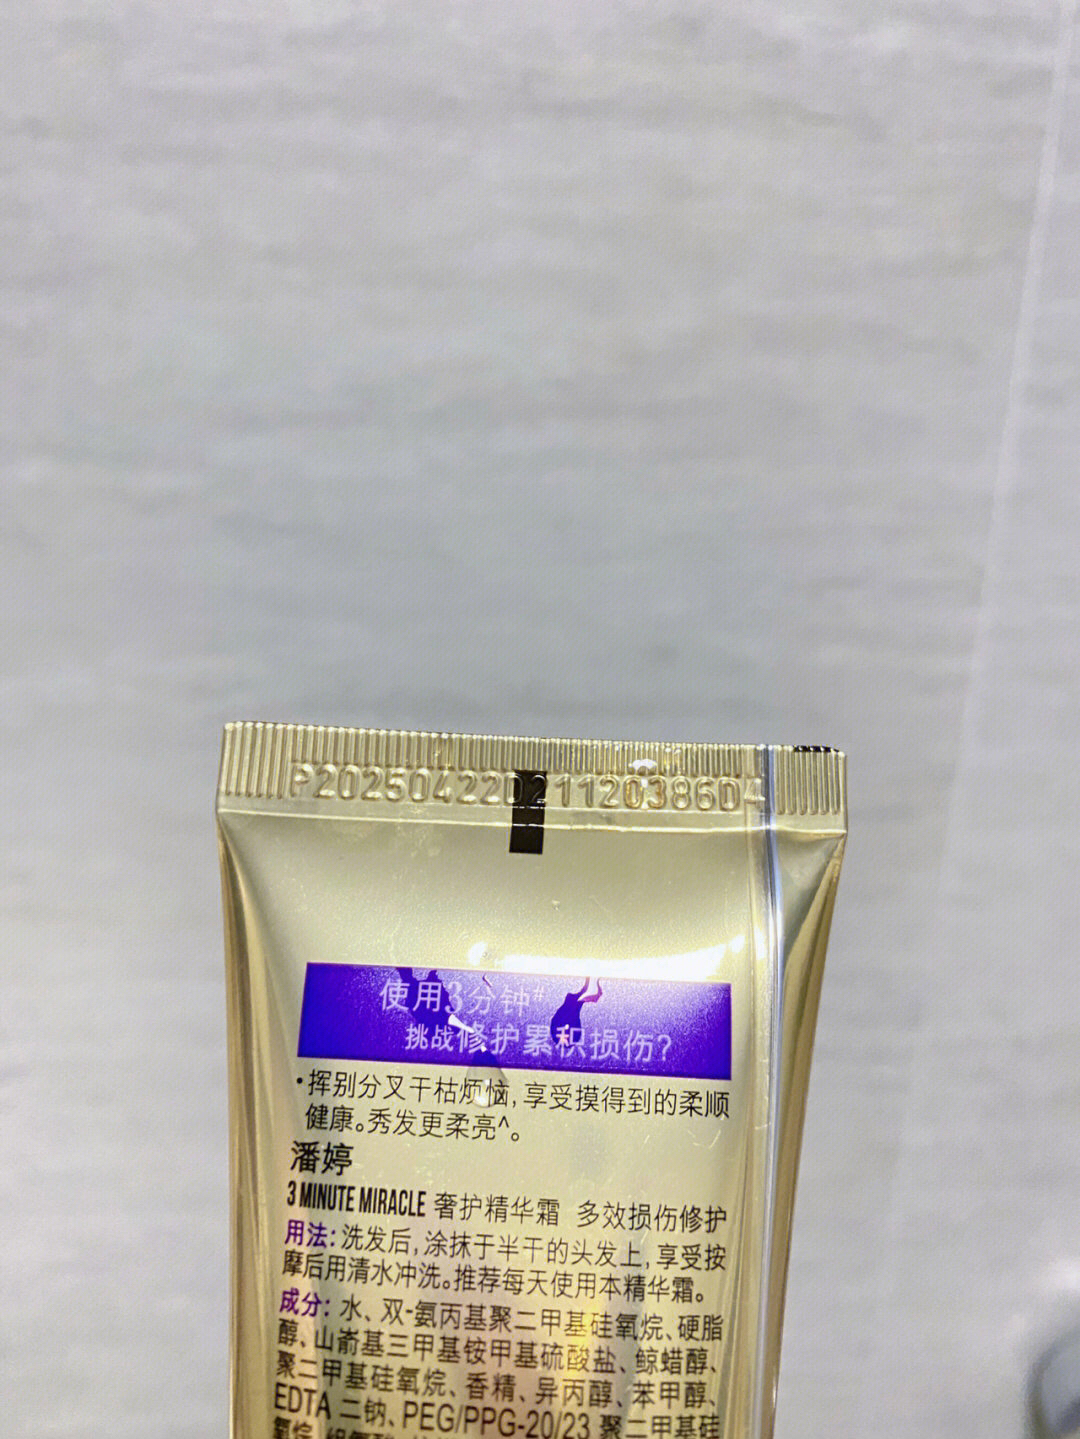 P2025042202112038604
使用3分钟#
挑战修护累积损伤?
·挥别分叉干枯烦恼,享受摸得到的柔顺
健康。秀发更柔亮^。
潘婷
3 MINUTE MIRACLE 奢护精华霜 多效损伤修护
用法:洗发后,涂抹于半干的头发上,享受按
摩后用清水冲洗。推荐每天使用本精华霜。
成分:水、双-氨丙基聚二甲基硅氧烷、硬脂
醇、山嵛基三甲基铵甲基硫酸盐、鲸蜡醇、
聚二甲基硅氧烷、香精、异丙醇、苯甲醇、
EDTA 二钠、PEG/PPG-20/23 聚二甲基硅
氧烷、组氨酸、